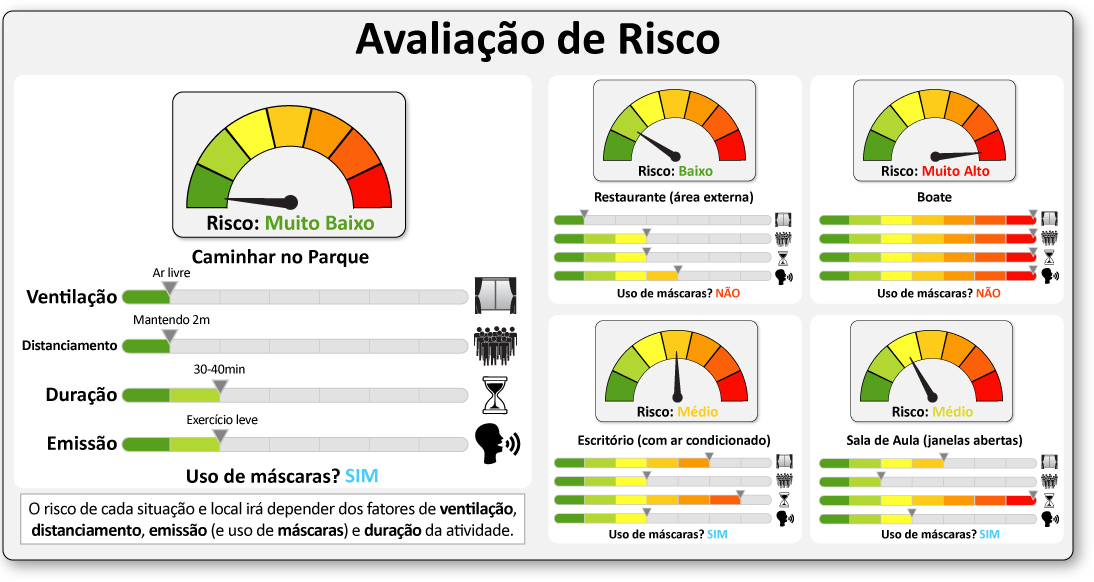 Avaliação de Risco
Risco: Muito Baixo
Caminhar no Parque
Ar livre
Ventilação
Mantendo 2m
Distanciamento
30-40min
Duração
Exercício leve
Emissão
Uso de máscaras? SIM
O risco de cada situação e local irá depender dos fatores de ventilação,
distanciamento, emissão (e uso de máscaras) e duração da atividade.
Risco: Baixo
Restaurante (área externa)
Uso de máscaras? NÃO
Risco: Muito Alto
Boate
Uso de máscaras? NÃO
Risco: Médio
Escritório (com ar condicionado)
Uso de máscaras? SIM
Risco: Médio
Sala de Aula (janelas abertas)
Uso de máscaras? SIM